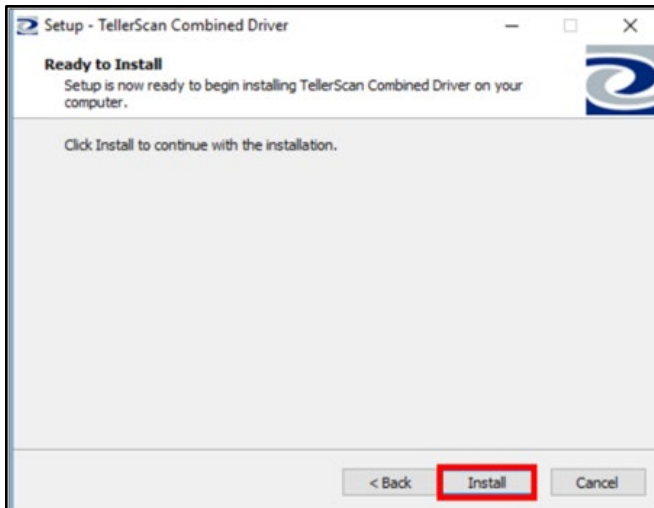 Setup - TellerScan Combined Driver
Ready to Install
Setup is now ready to begin installing TellerScan Combined Driver on your
computer.
Click Install to continue with the installation.
< Back Install Cancel